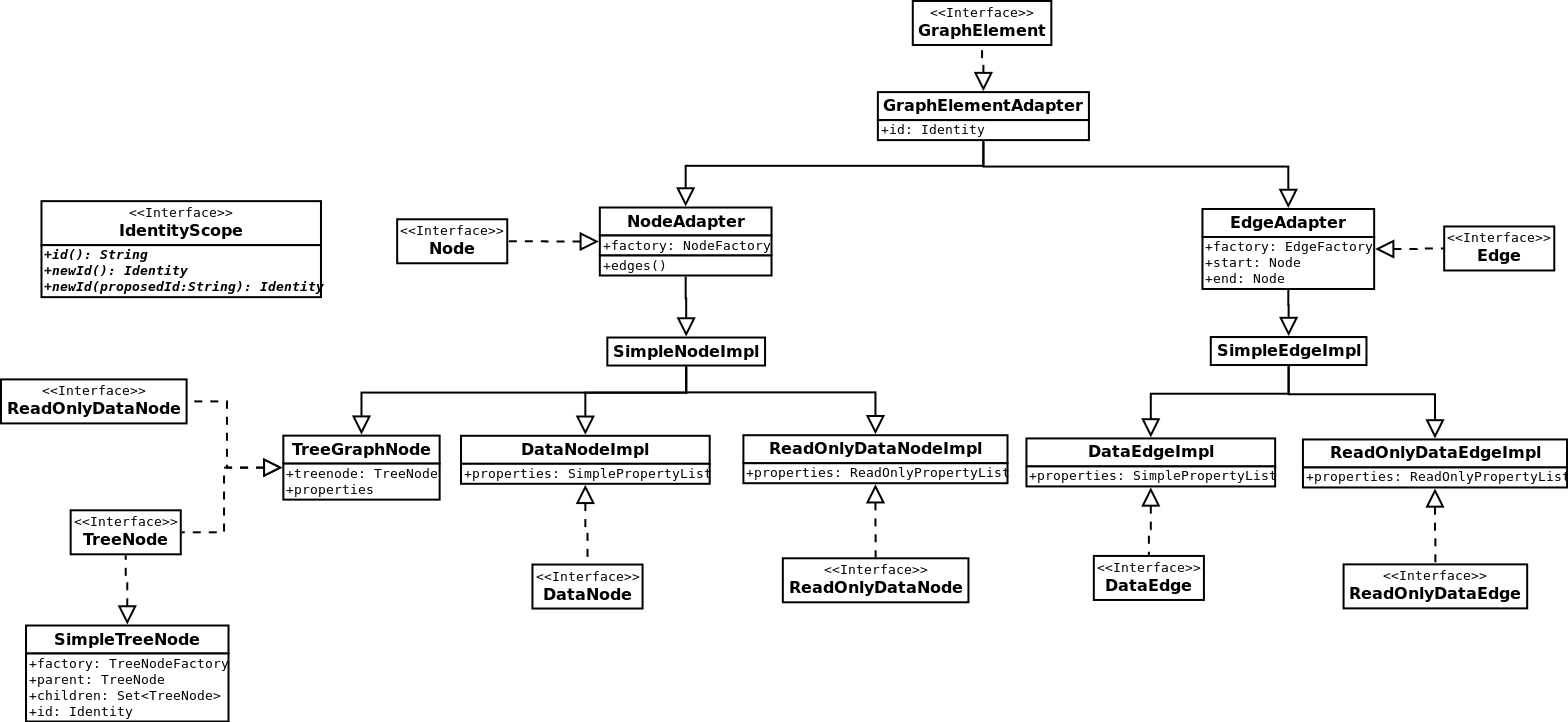 <<Interface>>
GraphElement
GraphElementAdapter
+id: Identity
<<Interface>>
IdentityScope
+id(): String
+newId(): Identity
+newId(proposedId:String): Identity
<<Interface>>
Node
NodeAdapter
+factory: NodeFactory
+edges()
EdgeAdapter
+factory: EdgeFactory
+start: Node
+end: Node
<<Interface>>
Edge
SimpleNodeImpl
SimpleEdgeImpl
<<Interface>>
ReadOnlyDataNode
TreeGraphNode
+treenode: TreeNode
+properties
DataNodeImpl
+properties: SimplePropertyList
ReadOnlyDataNodeImpl
+properties: ReadOnlyPropertyList
DataEdgeImpl
+properties: SimplePropertyList
ReadOnlyDataEdgeImpl
+properties: ReadOnlyPropertyList
<<Interface>>
TreeNode
<<Interface>>
DataNode
<<Interface>>
ReadOnlyDataNode
<<Interface>>
DataEdge
<<Interface>>
ReadOnlyDataEdge
SimpleTreeNode
+factory: TreeNodeFactory
+parent: TreeNode
+children: Set<TreeNode>
+id: Identity